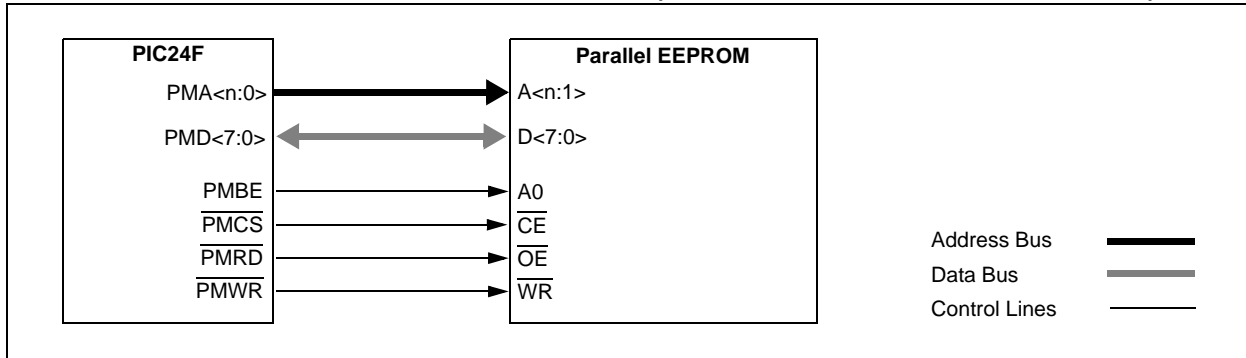 PIC24F
Parallel EEPROM
PMA<n:0>
A<n:1>
PMD<7:0>
D<7:0>
PMBE
A0
PMCS
CE
PMRD
OE
PMWR
WR
Address Bus
Data Bus
Control Lines